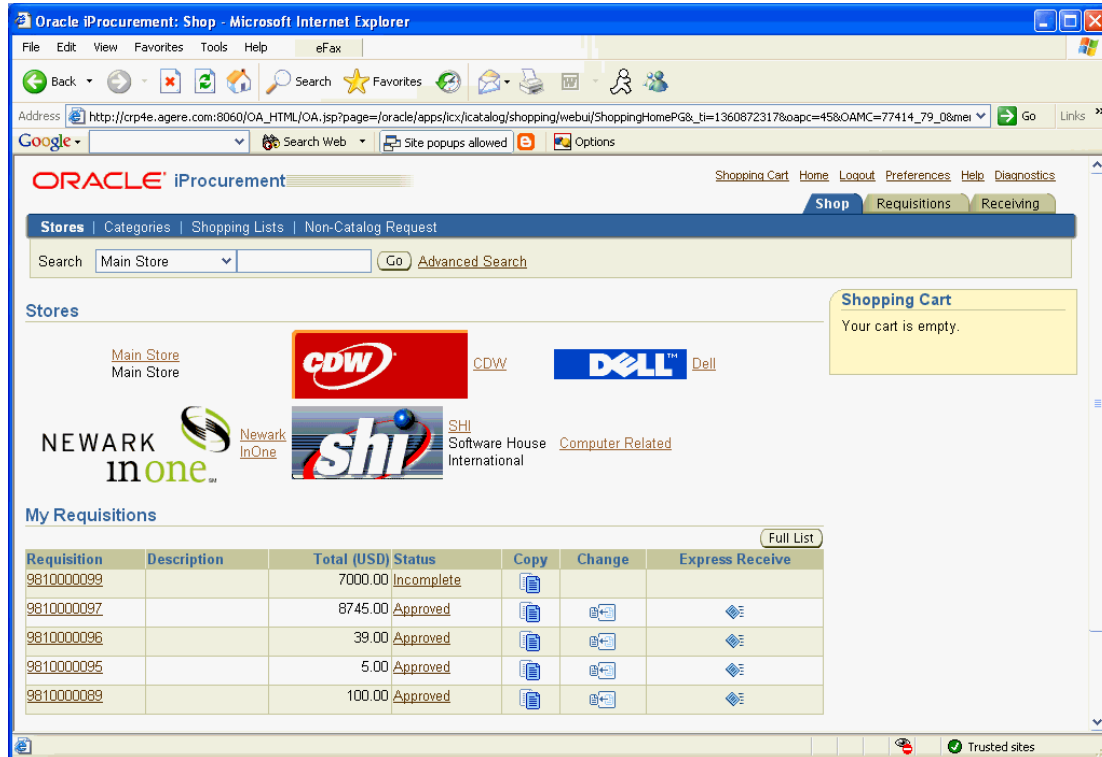 Oracle iProcurement: Shop - Microsoft Internet Explorer
File Edit View Favorites Tools Help eFax
Back Search Favorites
Address http://crp4e.agere.com:8060/OA_HTML/OA.jsp?page=/oracle/apps/icx/icatalog/shopping/webui/ShoppingHomePG&_ti=1360872317&oapc=45&OAMC=77414_79_0&mei Go Links »
Google Search Web Site popups allowed Options
ORACLE iProcurement
Shopping Cart Home Logout Preferences Help Diagnostics
Shop Requisitions Receiving
Stores | Categories | Shopping Lists | Non-Catalog Request
Search Main Store Go Advanced Search
Stores
Shopping Cart
Your cart is empty.
Main Store
Main Store
CDW
CDW
DELL™
Dell
NEWARK
inone
SM
Newark
InOne
shi
SHI
Software House
International
Computer Related
My Requisitions
Full List
Requisition Description Total (USD) Status Copy Change Express Receive
9810000099 7000.00 Incomplete
9810000097 8745.00 Approved
9810000096 39.00 Approved
9810000095 5.00 Approved
9810000089 100.00 Approved
Trusted sites